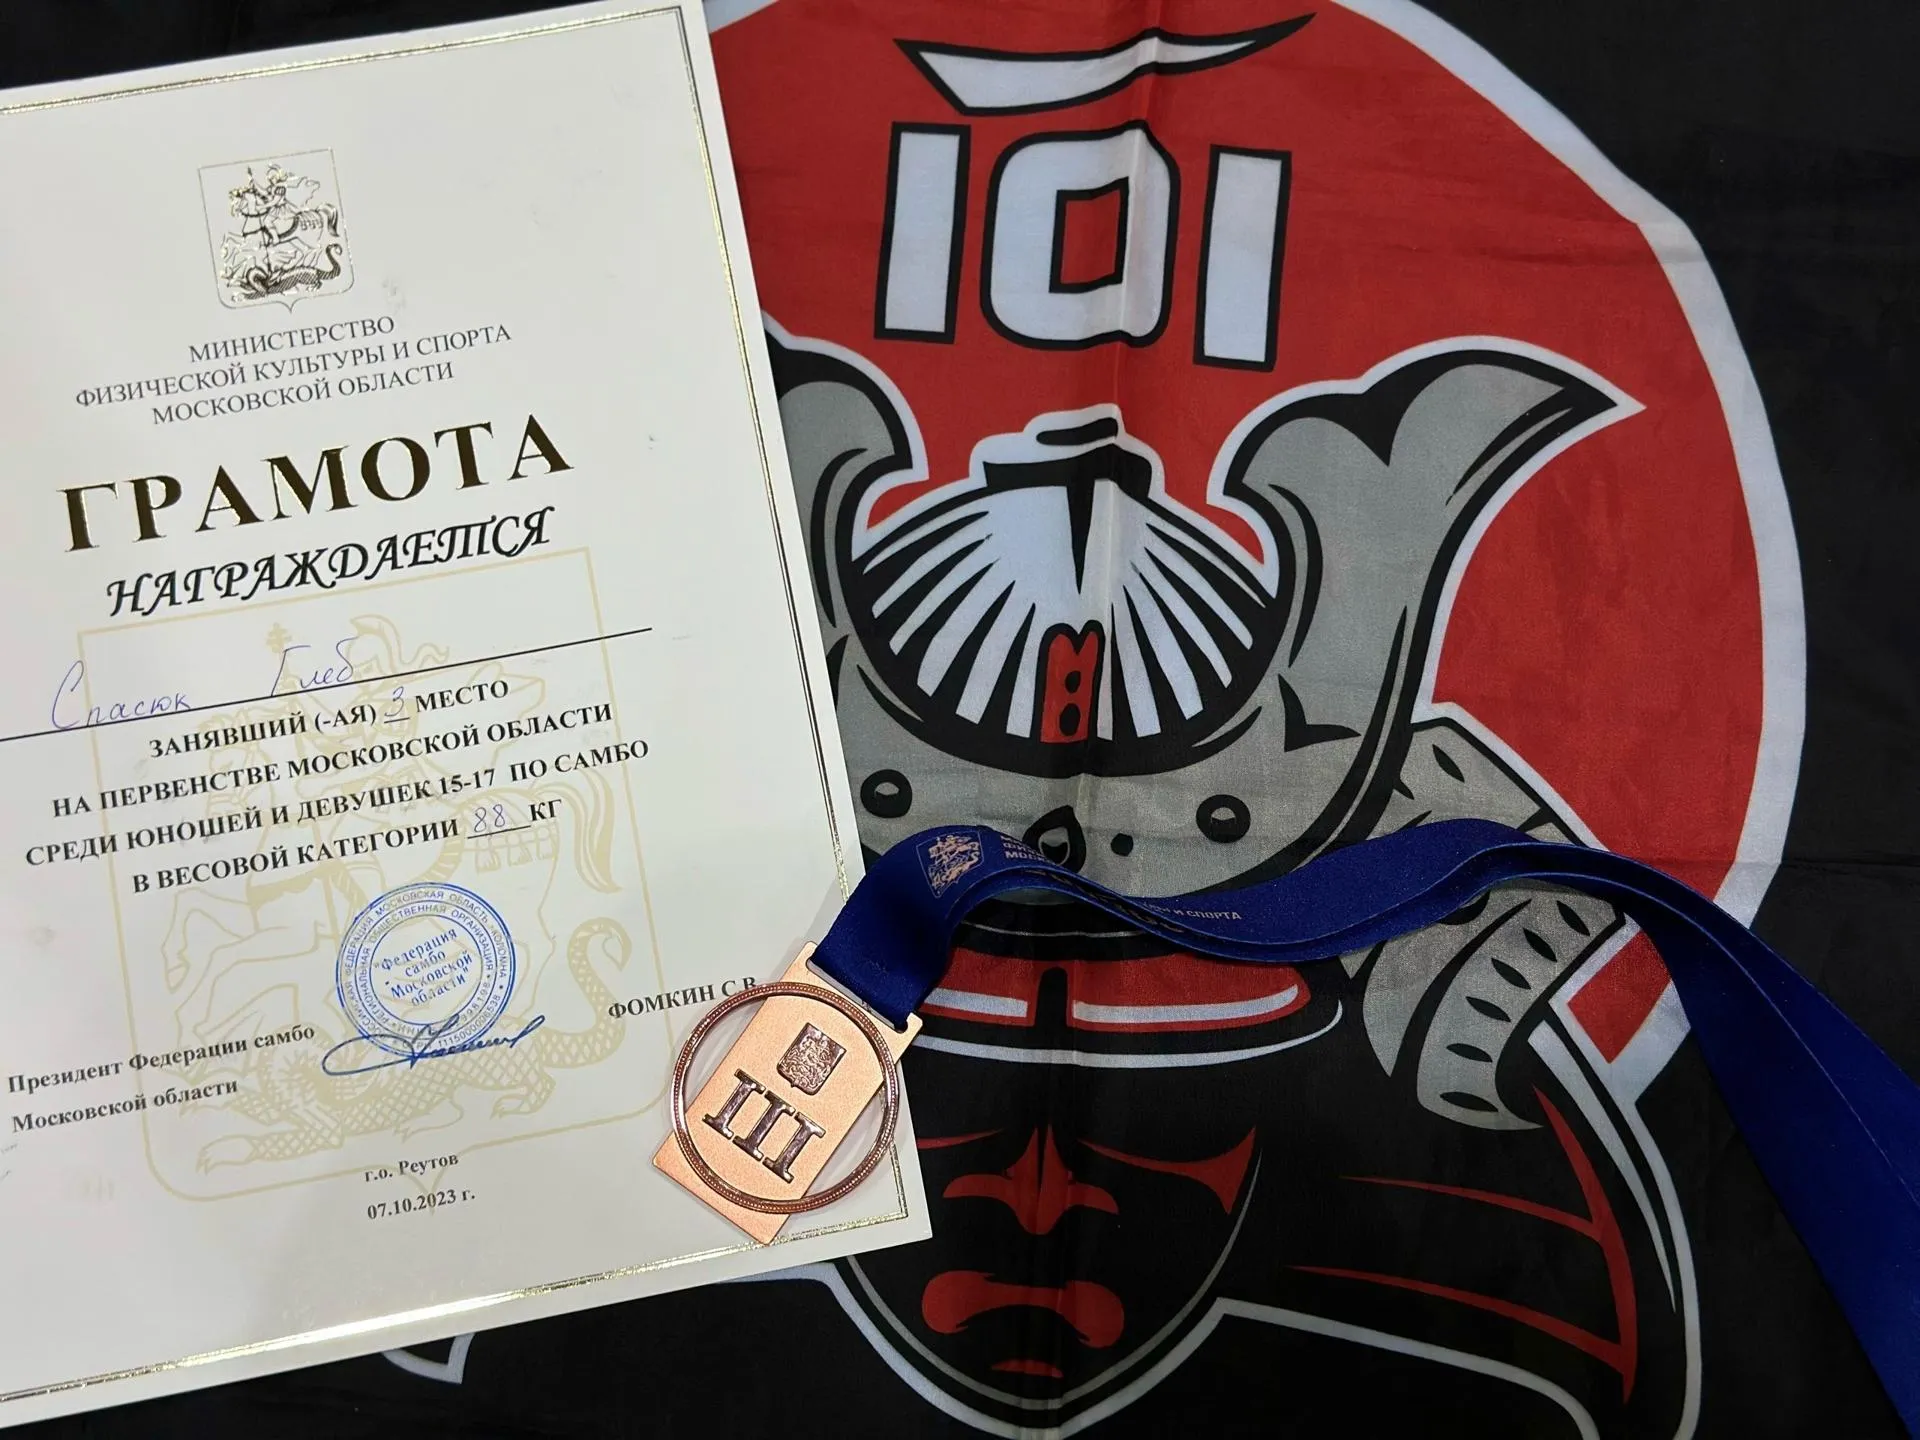 МИНИСТЕРСТВО
ФИЗИЧЕСКОЙ КУЛЬТУРЫ И СПОРТА
МОСКОВСКОЙ ОБЛАСТИ
ГРАМОТА
НАГРАЖДАЕТСЯ
Спасюк Глеб
ЗАНЯВШИЙ (-АЯ) 3 МЕСТО
НА ПЕРВЕНСТВЕ МОСКОВСКОЙ ОБЛАСТИ
СРЕДИ ЮНОШЕЙ И ДЕВУШЕК 15-17 ПО САМБО
В ВЕСОВОЙ КАТЕГОРИИ 88 КГ
"Федерация
самбо
Московской
области"
Президент Федерации самбо
Московской области
ФОМКИН С.В.
г.о. Реутов
07.10.2023 г.
III
И СПОРТА